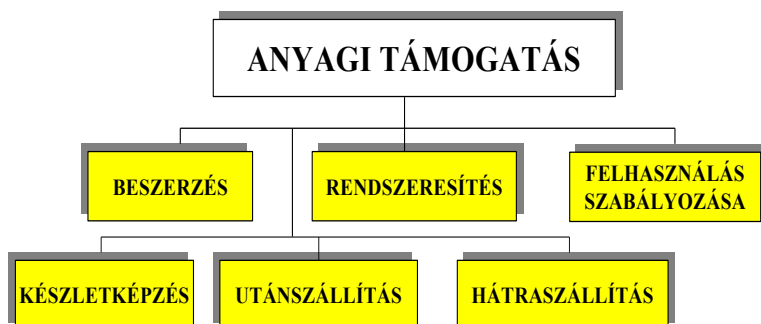 ANYAGI TÁMOGATÁS
BESZERZÉS
RENDSZERESÍTÉS
FELHASZNÁLÁS
SZABÁLYOZÁSA
KÉSZLETKÉPZÉS
UTÁNSZÁLLÍTÁS
HÁTRASZÁLLÍTÁS